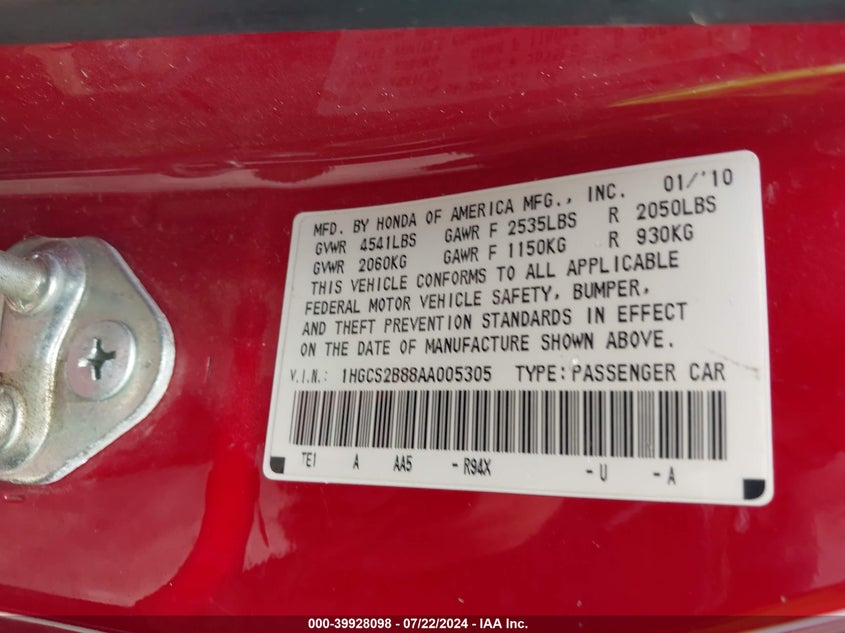 MFD. BY HONDA OF AMERICA MFG., INC. 01/'10
GVWR 4541LBS GAWR F 2535LBS R 2050LBS
GVWR 2060KG GAWR F 1150KG R 930KG
THIS VEHICLE CONFORMS TO ALL APPLICABLE
FEDERAL MOTOR VEHICLE SAFETY, BUMPER,
AND THEFT PREVENTION STANDARDS IN EFFECT
ON THE DATE OF MANUFACTURE SHOWN ABOVE.
V.I.N.: 1HGCS2B88AA005305 TYPE: PASSENGER CAR
TE1 A AA5 - R94X - U - A
000-39928098 - 07/22/2024 - IAA Inc.